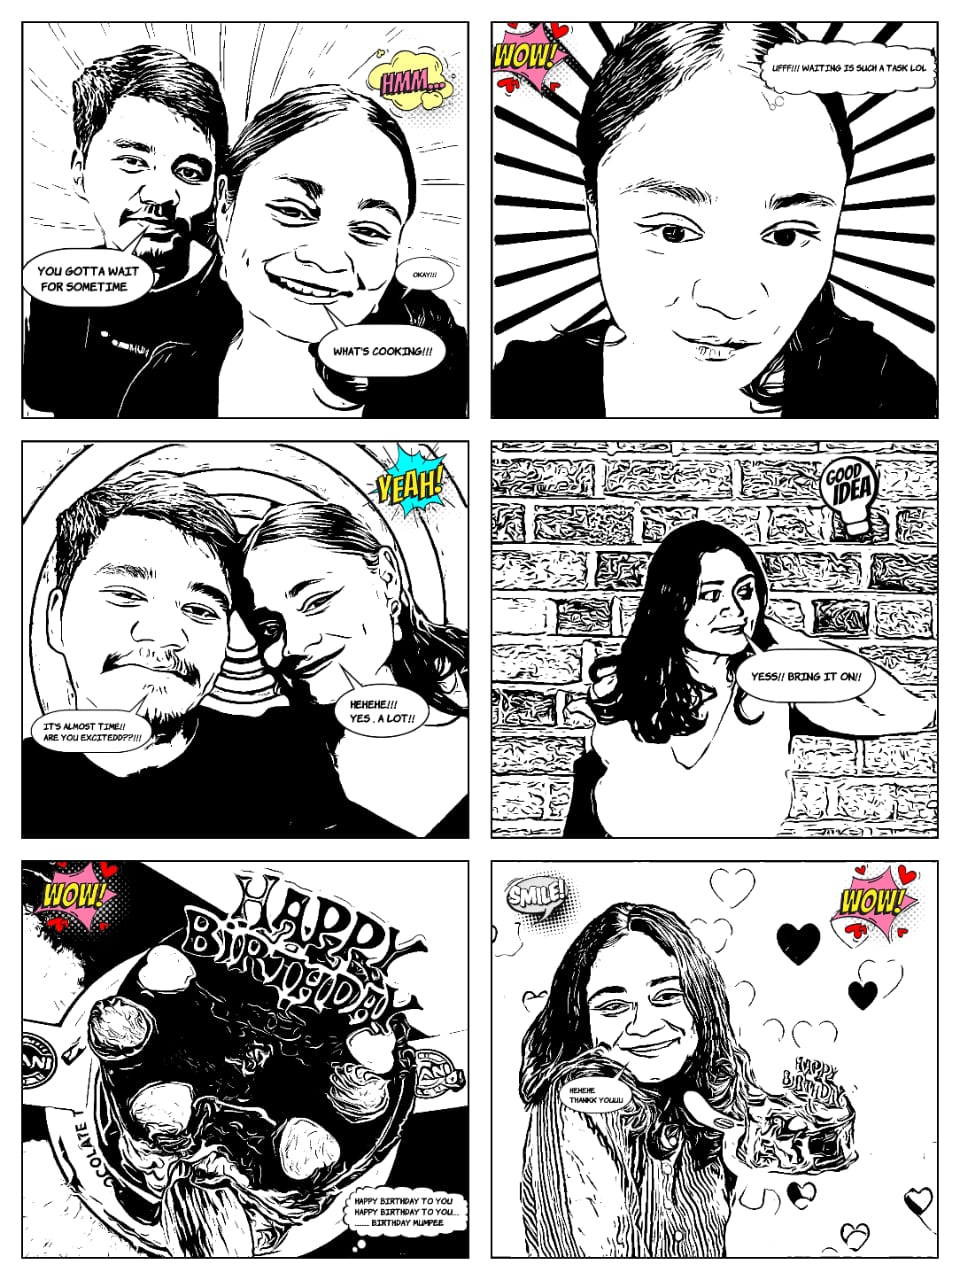 HMM...
YOU GOTTA WAIT
FOR SOMETIME
OKAY!!!
WHAT'S COOKING!!!
WOW!
UFFF!!! WAITING IS SUCH A TASK LOL
YEAH!
IT'S ALMOST TIME!!
ARE YOU EXCITEDD??!!!
HEHEHE!!!
YES . A LOT!!
GOOD
IDEA
YESS!! BRING IT ON!!
WOW!
HAPPY
BIRTHDAY
HAPPY BIRTHDAY TO YOU
HAPPY BIRTHDAY TO YOU...
...... BIRTHDAY MUMPEE
SMILE!
WOW!
HAPPY
BIRTHDAY
HEHEHE
THANKK YOUUU